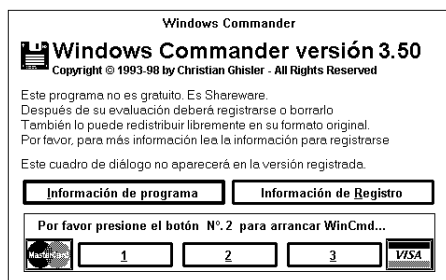 Windows Commander
Windows Commander versión 3.50
Copyright © 1993-98 by Christian Ghisler - All Rights Reserved
Este programa no es gratuito. Es Shareware.
Después de su evaluación deberá registrarse o borrarlo
También lo puede redistribuir libremente en su formato original.
Por favor, para más información lea la información para registrarse
Este cuadro de diálogo no aparecerá en la versión registrada.
Información de programa Información de Registro
Por favor presione el botón Nº. 2 para arrancar WinCmd...
MasterCard 1 2 3 VISA